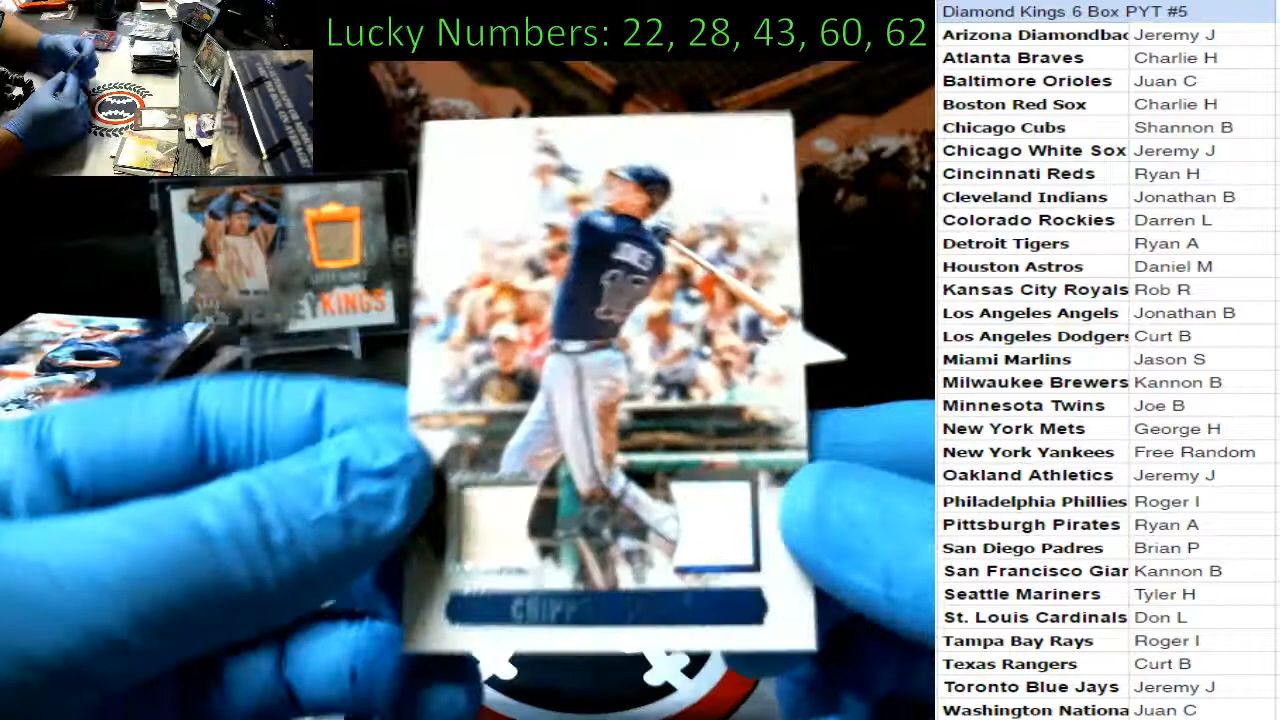 Lucky Numbers: 22, 28, 43, 60, 62
Diamond Kings 6 Box PYT #5
Arizona Diamondbac Jeremy J
Atlanta Braves Charlie H
Baltimore Orioles Juan C
Boston Red Sox Charlie H
Chicago Cubs Shannon B
Chicago White Sox Jeremy J
Cincinnati Reds Ryan H
Cleveland Indians Jonathan B
Colorado Rockies Darren L
Detroit Tigers Ryan A
Houston Astros Daniel M
Kansas City Royals Rob R
Los Angeles Angels Jonathan B
Los Angeles Dodgers Curt B
Miami Marlins Jason S
Milwaukee Brewers Kannon B
Minnesota Twins Joe B
New York Mets George H
New York Yankees Free Random
Oakland Athletics Jeremy J
Philadelphia Phillies Roger I
Pittsburgh Pirates Ryan A
San Diego Padres Brian P
San Francisco Giar Kannon B
Seattle Mariners Tyler H
St. Louis Cardinals Don L
Tampa Bay Rays Roger I
Texas Rangers Curt B
Toronto Blue Jays Jeremy J
Washington Nationa Juan C
JONES
10
KINGS